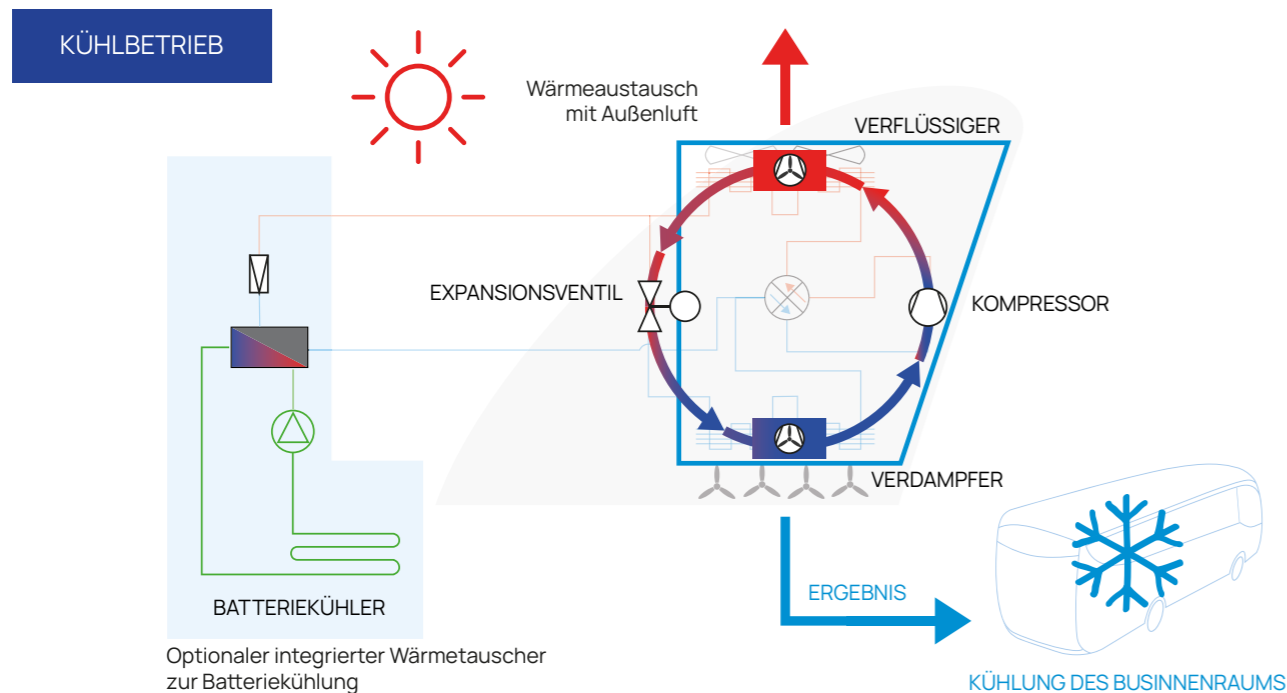 KÜHLBETRIEB
Wärmeaustausch
mit Außenluft
VERFLÜSSIGER
EXPANSIONSVENTIL
KOMPRESSOR
VERDAMPFER
ERGEBNIS
BATTERIEKÜHLER
Optionaler integrierter Wärmetauscher
zur Batteriekühlung
KÜHLUNG DES BUSINNENRAUMS